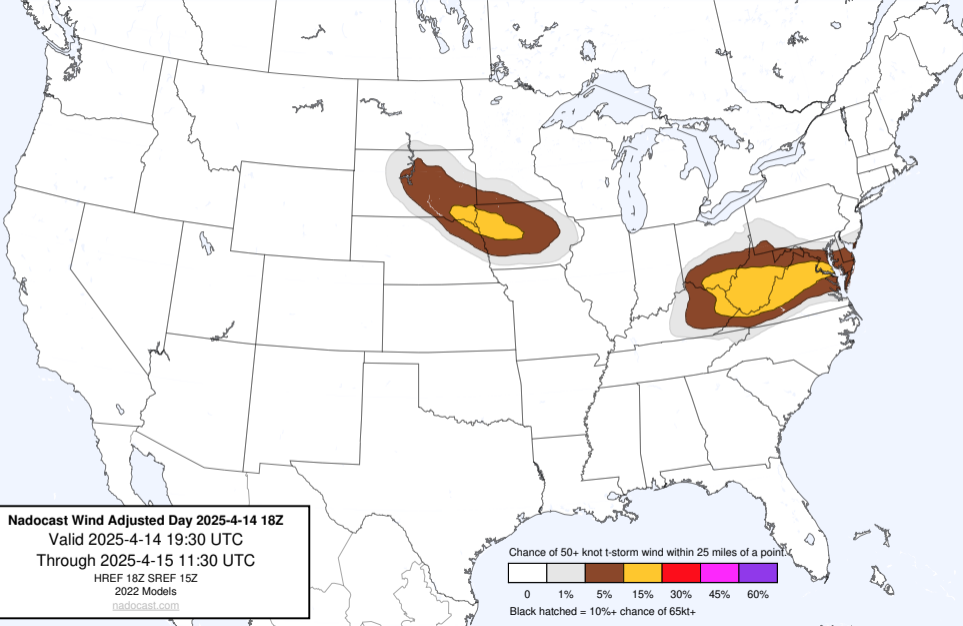 Nadocast Wind Adjusted Day 2025-4-14 18Z
Valid 2025-4-14 19:30 UTC
Through 2025-4-15 11:30 UTC
HREF 18Z SREF 15Z
2022 Models
nadocast.com
Chance of 50+ knot t-storm wind within 25 miles of a point.
0 1% 5% 15% 30% 45% 60%
Black hatched = 10%+ chance of 65kt+